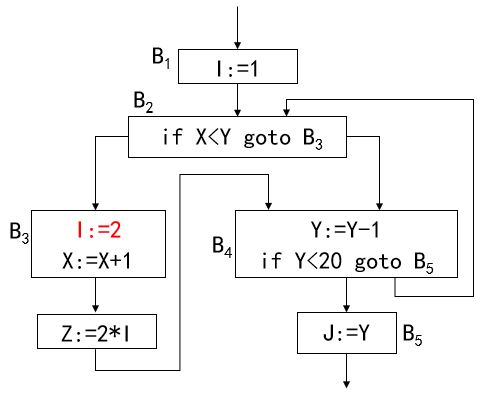 B1
I:=1
B2
if X<Y goto B3
B3
I:=2
X:=X+1
B4
Y:=Y-1
if Y<20 goto B5
Z:=2*I
J:=Y
B5